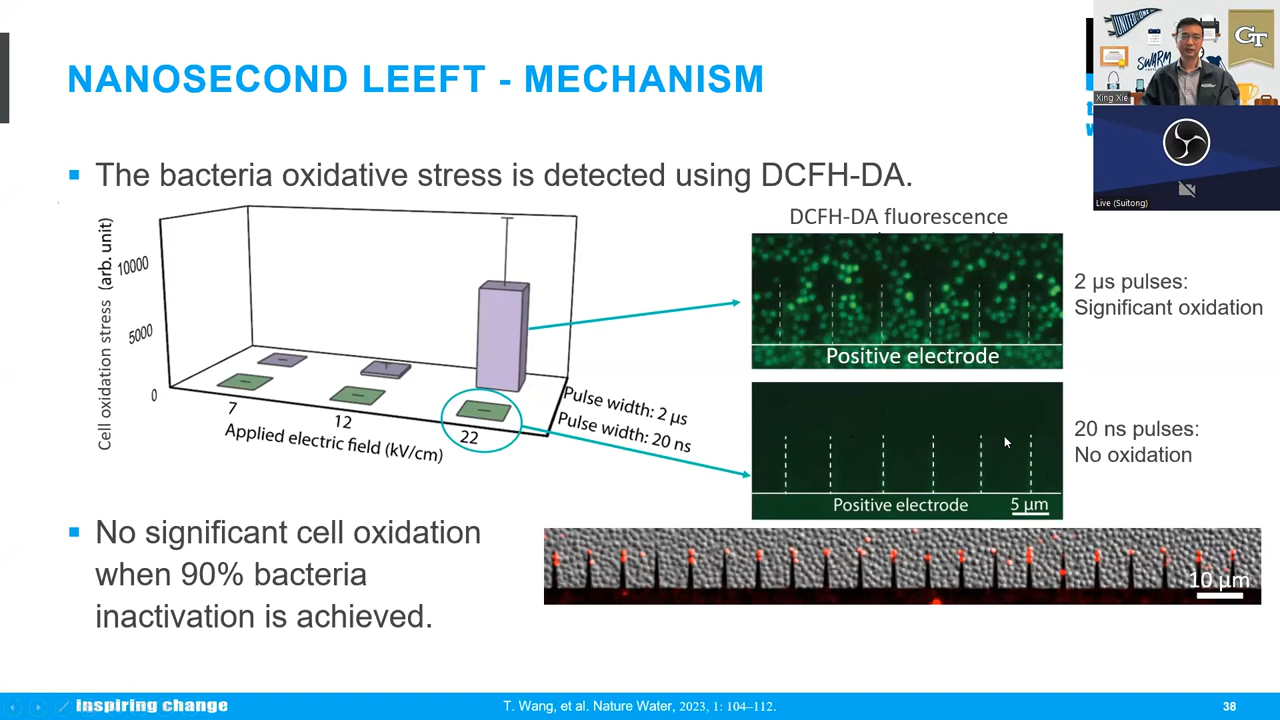 NANOSECOND LEEFT - MECHANISM
UNITED
SWARM
GT
Xing Xie
Live (Suitong)
▪ The bacteria oxidative stress is detected using DCFH-DA.
Cell oxidation stress (arb. unit)
10000
5000
0
7
12
22
Applied electric field (kV/cm)
Pulse width: 2 µs
Pulse width: 20 ns
DCFH-DA fluorescence
Positive electrode
2 µs pulses:
Significant oxidation
Positive electrode
5 µm
20 ns pulses:
No oxidation
▪ No significant cell oxidation
when 90% bacteria
inactivation is achieved.
10 µm
inspiring change
T. Wang, et al. Nature Water, 2023, 1: 104–112.
38